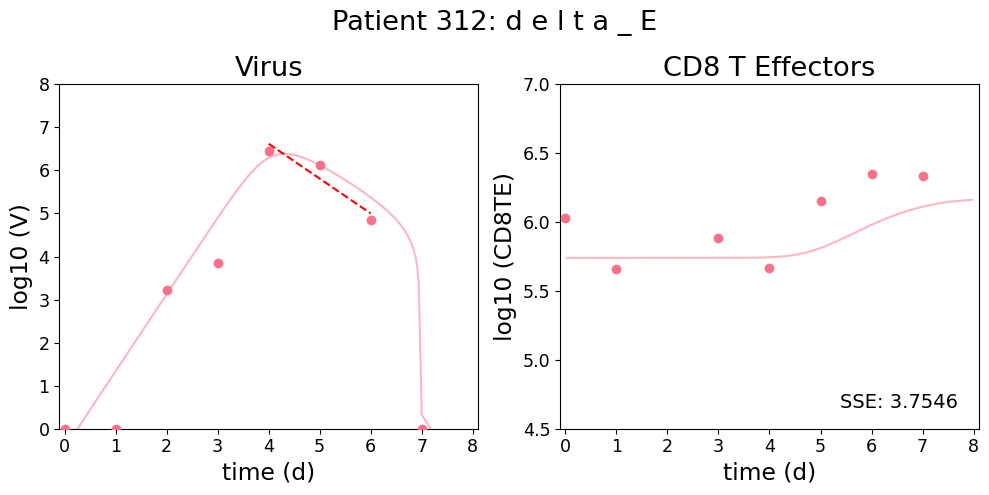 Patient 312: d e l t a _ E
Virus
CD8 T Effectors
log10 (V)
8
7
6
5
4
3
2
1
0
0 1 2 3 4 5 6 7 8
time (d)
log10 (CD8TE)
7.0
6.5
6.0
5.5
5.0
4.5
SSE: 3.7546
0 1 2 3 4 5 6 7 8
time (d)